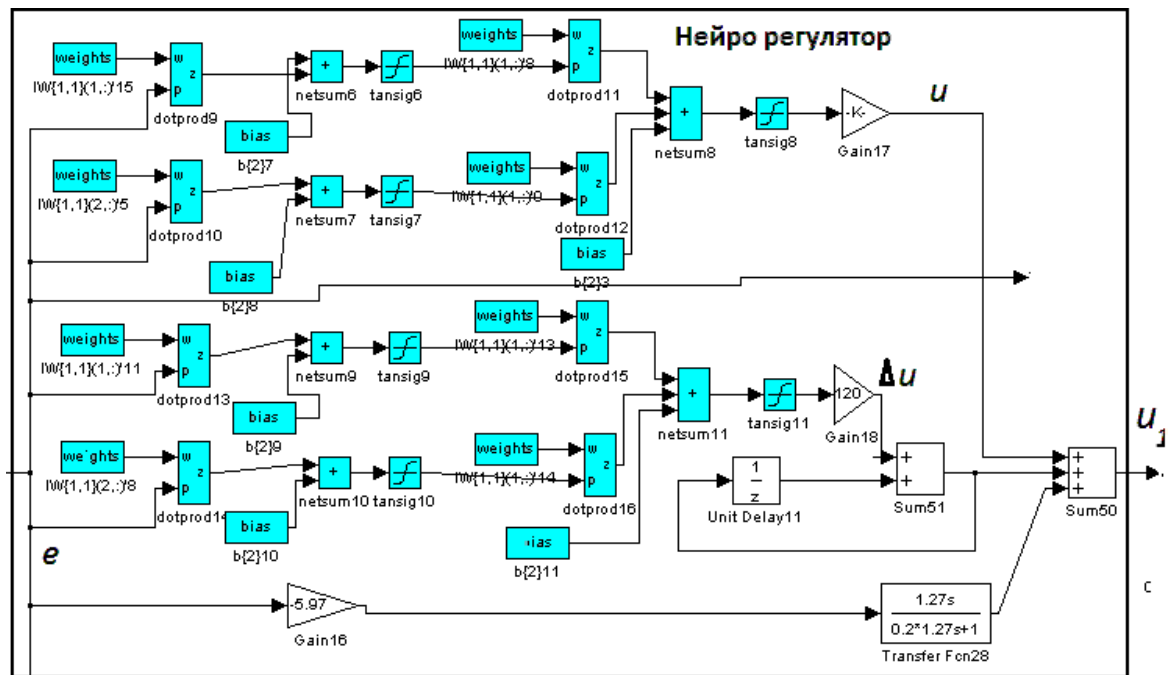 Нейро регулятор
weights
IW{1,1}(1,:)'15
w
p
z
dotprod9
+
netsum6
tansig6
bias
b{2}7
weights
IW{1,1}(1,:)'8
w
p
z
dotprod11
weights
IW{1,1}(2,:)'5
w
p
z
dotprod10
+
netsum7
tansig7
bias
b{2}8
weights
w
p
z
dotprod12
bias
b{2}3
+
netsum8
tansig8
-K-
Gain17
u
weights
IW{1,1}(1,:)'11
w
p
z
dotprod13
+
netsum9
tansig9
bias
b{2}9
weights
IW{1,1}(1,:)'13
w
p
z
dotprod15
weights
IW{1,1}(2,:)'8
w
p
z
+
netsum10
tansig10
bias
b{2}10
weights
IW{1,1}(1,:)'14
w
p
z
dotprod16
b{2}11
+
netsum11
tansig11
120
Gain18
Δu
1
z
Unit Delay11
+
+
Sum51
+
+
+
Sum50
u1
e
-5.97
Gain16
1.27s
0.2*1.27s+1
Transfer Fcn28